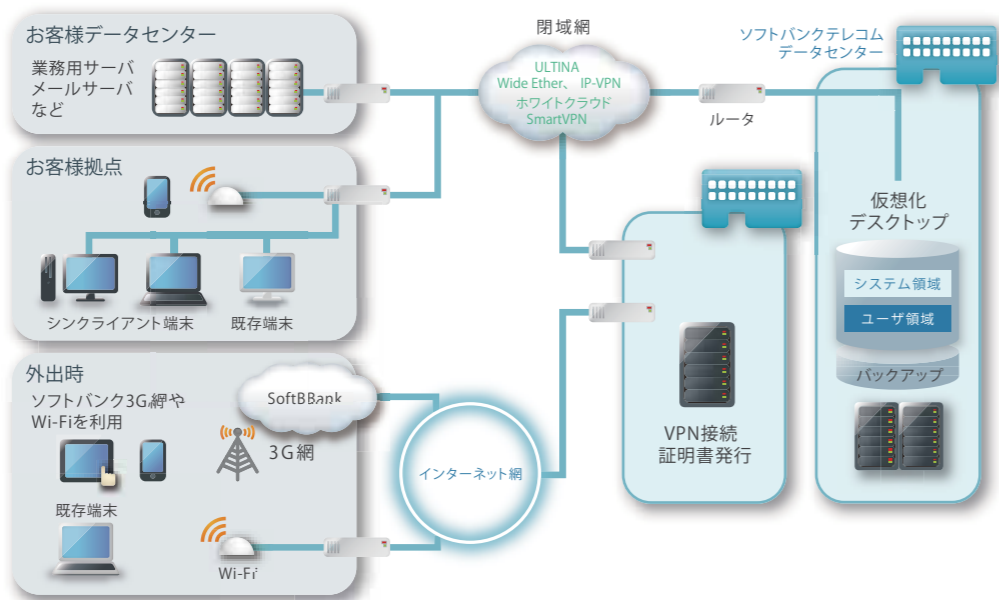 お客様データセンター
業務用サーバ
メールサーバ
など
閉域網
ULTINA
Wide Ether、 IP-VPN
ホワイトクラウド
SmartVPN
ルータ
ソフトバンクテレコム
データセンター
お客様拠点
シンクライアント端末
既存端末
仮想化
デスクトップ
システム領域
ユーザ領域
バックアップ
VPN接続
証明書発行
外出時
ソフトバンク3G網や
Wi-Fiを利用
SoftBBank
3G網
インターネット網
既存端末
Wi-Fi